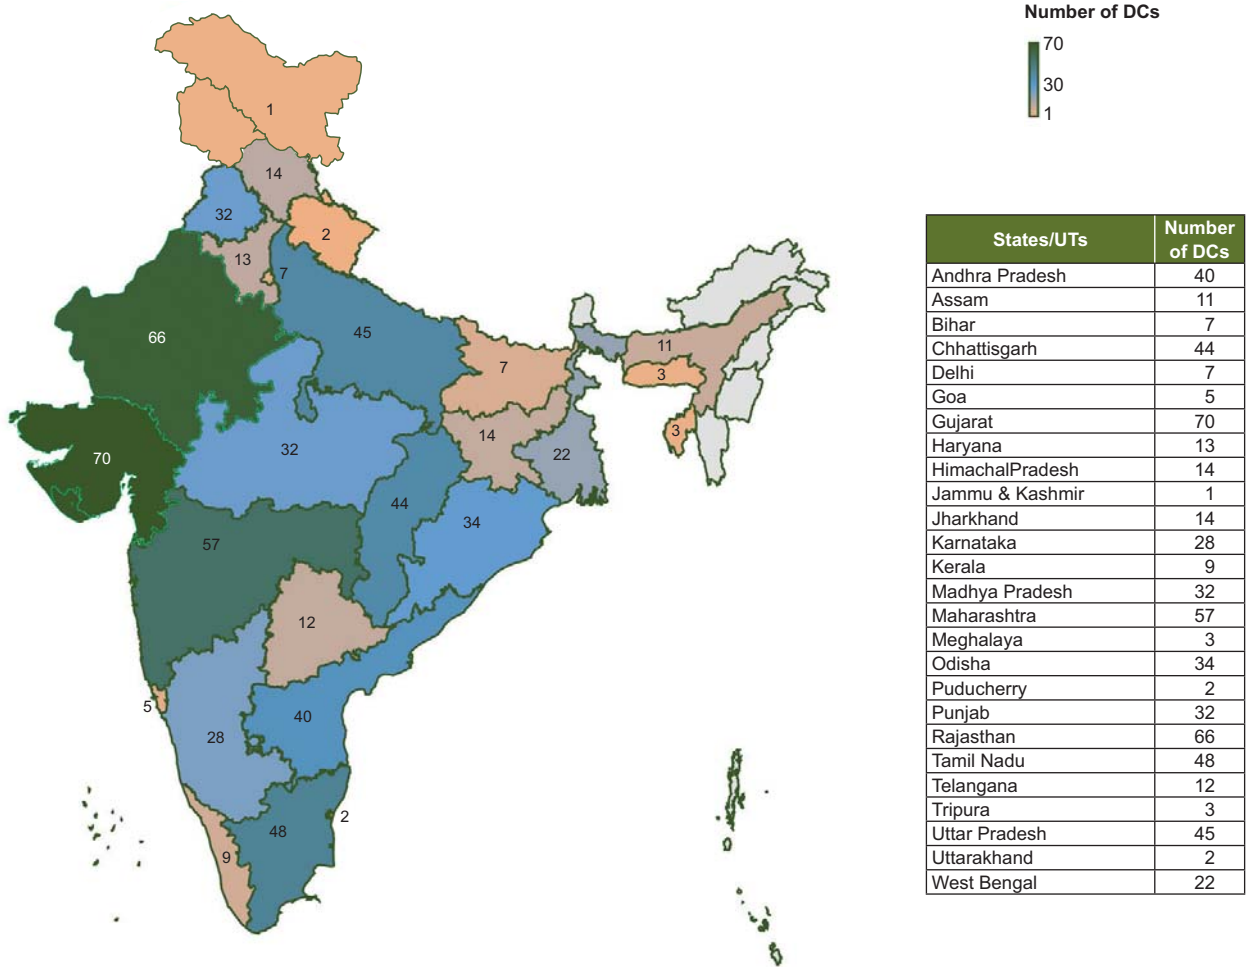 Number of DCs
70
30
1
1
14
32
2
13
7
66
45
7
11
3
3
14
22
70
32
44
34
57
12
5
28
40
48
2
9
States/UTs Number of DCs
Andhra Pradesh 40
Assam 11
Bihar 7
Chhattisgarh 44
Delhi 7
Goa 5
Gujarat 70
Haryana 13
HimachalPradesh 14
Jammu & Kashmir 1
Jharkhand 14
Karnataka 28
Kerala 9
Madhya Pradesh 32
Maharashtra 57
Meghalaya 3
Odisha 34
Puducherry 2
Punjab 32
Rajasthan 66
Tamil Nadu 48
Telangana 12
Tripura 3
Uttar Pradesh 45
Uttarakhand 2
West Bengal 22